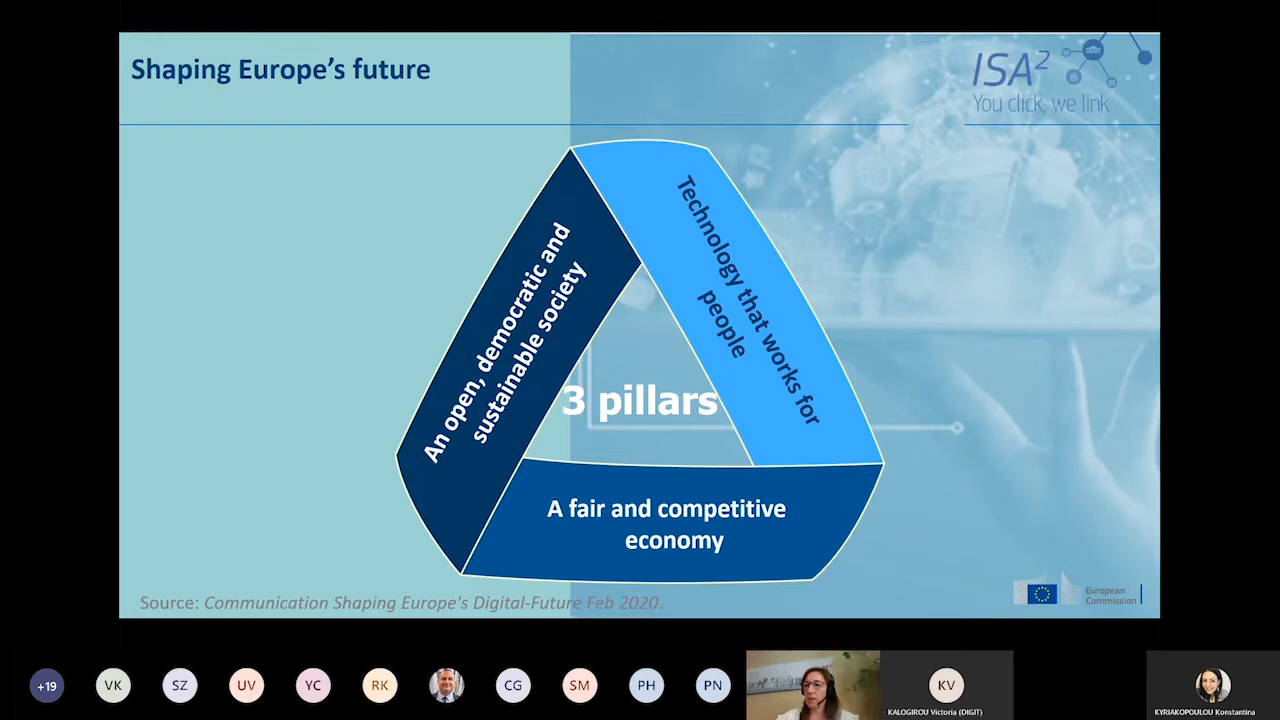 Shaping Europe's future
ISA²
You click, we link
Technology that works for
people
An open, democratic and
sustainable society
3 pillars
A fair and competitive
economy
Source: Communication Shaping Europe's Digital-Future Feb 2020.
European
Commission
+19
VK
SZ
UV
YC
RK
CG
SM
PH
PN
KV
KALOGIROU Victoria (DIGIT)
KYRIAKOPOULOU Konstantina